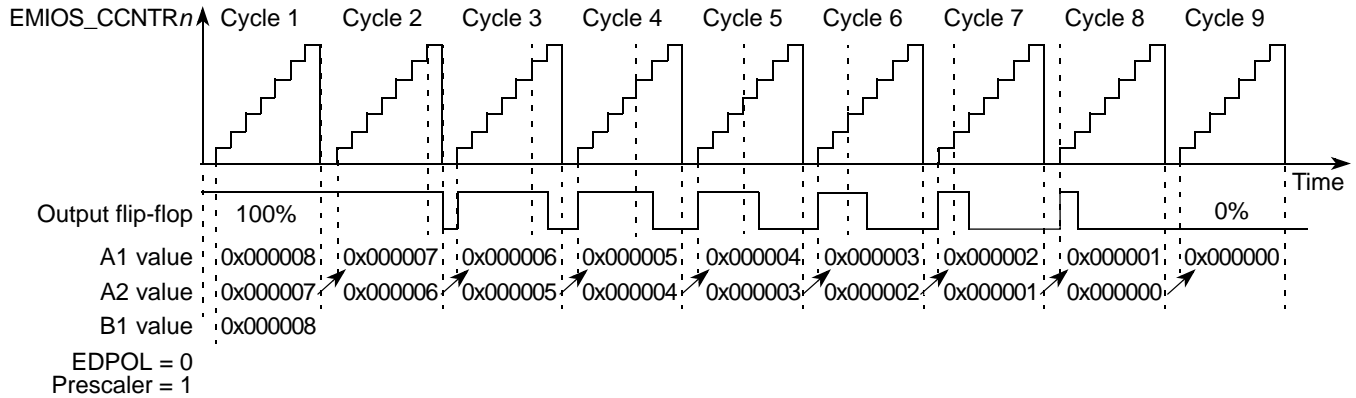 EMIOS_CCNTRn Cycle 1 Cycle 2 Cycle 3 Cycle 4 Cycle 5 Cycle 6 Cycle 7 Cycle 8 Cycle 9
Time
Output flip-flop 100% 0%
A1 value 0x000008 0x000007 0x000006 0x000005 0x000004 0x000003 0x000002 0x000001 0x000000
A2 value 0x000007 0x000006 0x000005 0x000004 0x000003 0x000002 0x000001 0x000000
B1 value 0x000008
EDPOL = 0
Prescaler = 1